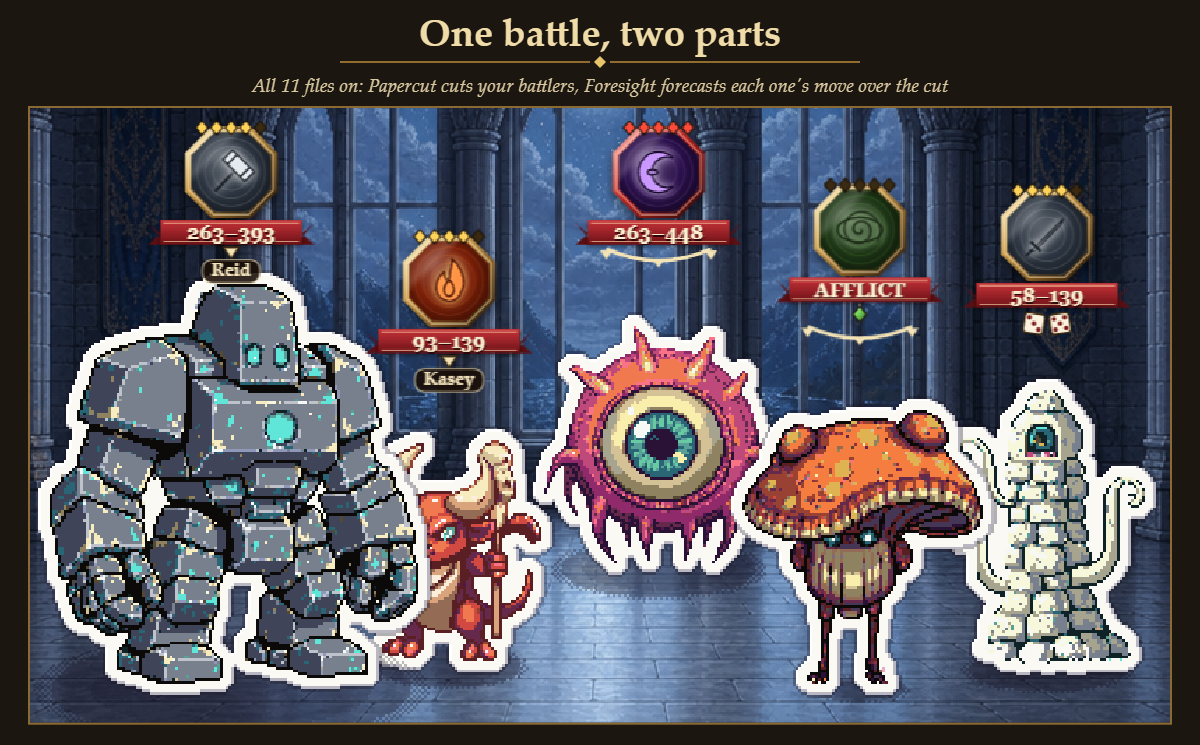 One battle, two parts
All 11 files on: Papercut cuts your battlers, Foresight forecasts each one's move over the cut
263–393
Reid
93–139
Kasey
263–448
AFFLICT
58–139